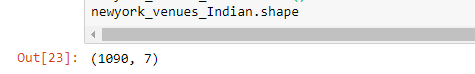 newyork_venues_Indian.shape
Out[23]: (1090, 7)